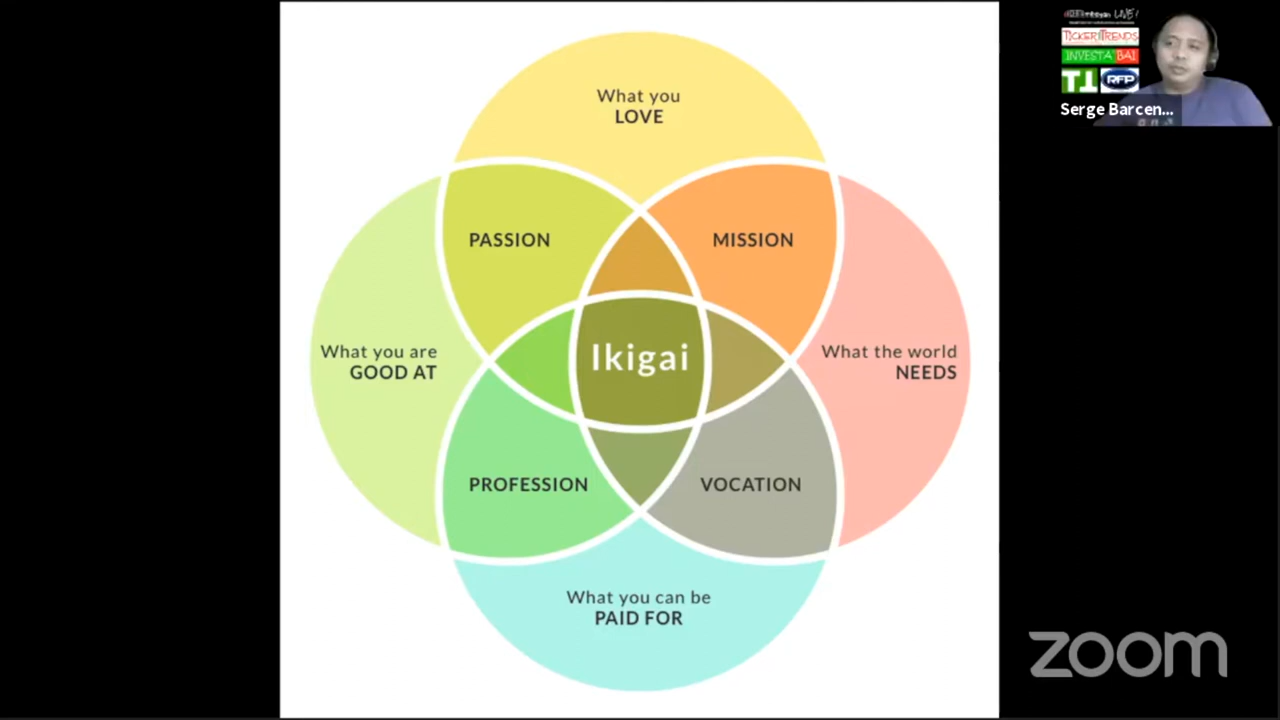 What you
LOVE
PASSION
MISSION
What you are
GOOD AT
Ikigai
What the world
NEEDS
PROFESSION
VOCATION
What you can be
PAID FOR
LIVE!
TICKERTRENDS
INVESTA BAI
RFP
Serge Barcen...
zoom